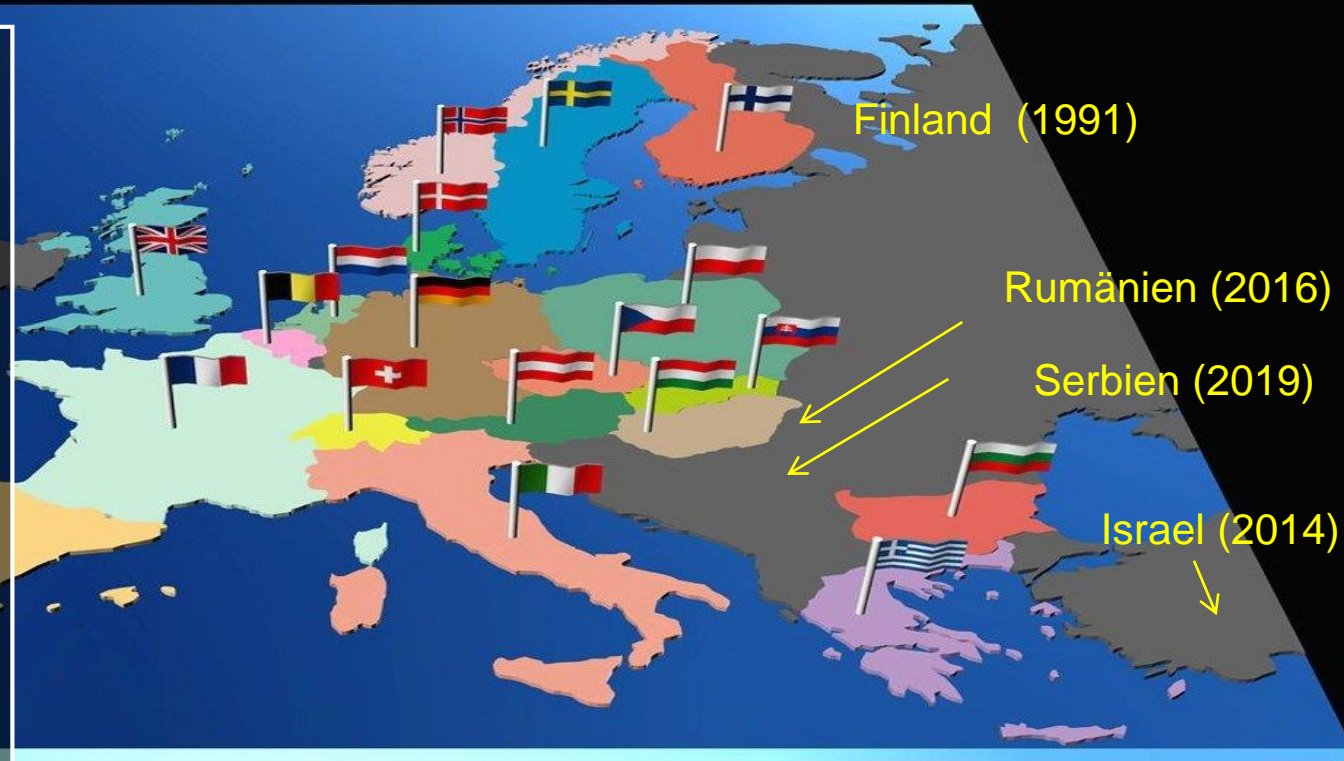 Finland (1991)
Rumänien (2016)
Serbien (2019)
Israel (2014)